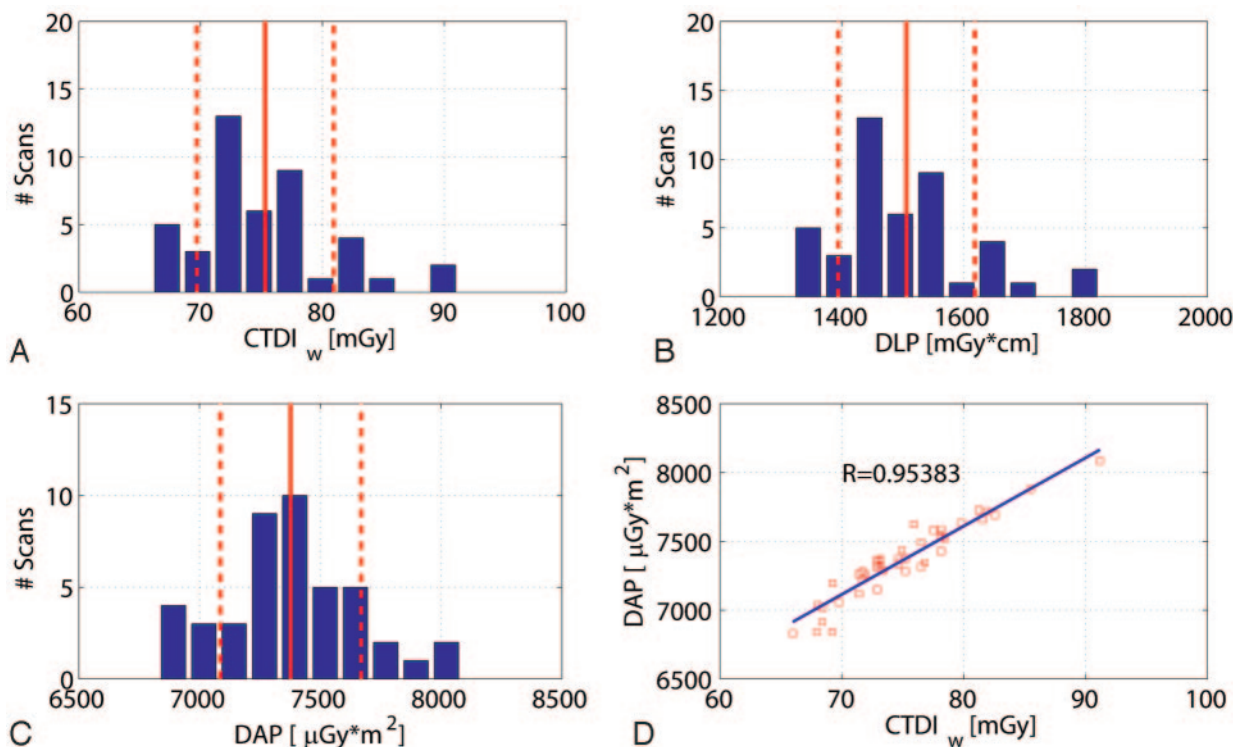 20
15
10
5
0
# Scans
60 70 80 90 100
CTDI w [mGy]
A
20
15
10
5
0
# Scans
1200 1400 1600 1800 2000
DLP [mGy*cm]
B
15
10
5
0
# Scans
6500 7000 7500 8000 8500
DAP [ μGy*m2]
C
8500
8000
7500
7000
6500
DAP [ μGy*m2]
R=0.95383
60 70 80 90 100
CTDI w [mGy]
D